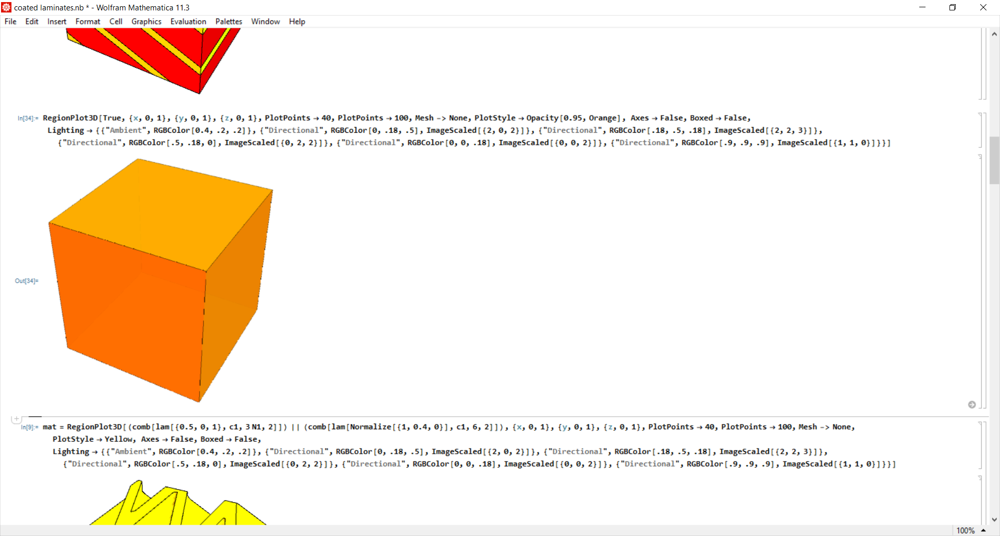 coated laminates.nb * - Wolfram Mathematica 11.3
File Edit Insert Format Cell Graphics Evaluation Palettes Window Help
In[34]:= RegionPlot3D[True, {x, 0, 1}, {y, 0, 1}, {z, 0, 1}, PlotPoints → 40, PlotPoints → 100, Mesh -> None, PlotStyle → Opacity[0.95, Orange], Axes → False, Boxed → False,
Lighting → {{"Ambient", RGBColor[0.4, .2, .2]}, {"Directional", RGBColor[0, .18, .5], ImageScaled[{2, 0, 2}]}, {"Directional", RGBColor[.18, .5, .18], ImageScaled[{2, 2, 3}]},
{"Directional", RGBColor[.5, .18, 0], ImageScaled[{0, 2, 2}]}, {"Directional", RGBColor[0, 0, .18], ImageScaled[{0, 0, 2}]}, {"Directional", RGBColor[.9, .9, .9], ImageScaled[{1, 1, 0}]}}]
Out[34]=
In[9]:= mat = RegionPlot3D[(comb[lam[{0.5, 0, 1}, c1, 3 N1, 2]]) || (comb[lam[Normalize[{1, 0.4, 0}], c1, 6, 2]]), {x, 0, 1}, {y, 0, 1}, {z, 0, 1}, PlotPoints → 40, PlotPoints → 100, Mesh -> None,
PlotStyle → Yellow, Axes → False, Boxed → False,
Lighting → {{"Ambient", RGBColor[0.4, .2, .2]}, {"Directional", RGBColor[0, .18, .5], ImageScaled[{2, 0, 2}]}, {"Directional", RGBColor[.18, .5, .18], ImageScaled[{2, 2, 3}]},
{"Directional", RGBColor[.5, .18, 0], ImageScaled[{0, 2, 2}]}, {"Directional", RGBColor[0, 0, .18], ImageScaled[{0, 0, 2}]}, {"Directional", RGBColor[.9, .9, .9], ImageScaled[{1, 1, 0}]}}]
100%